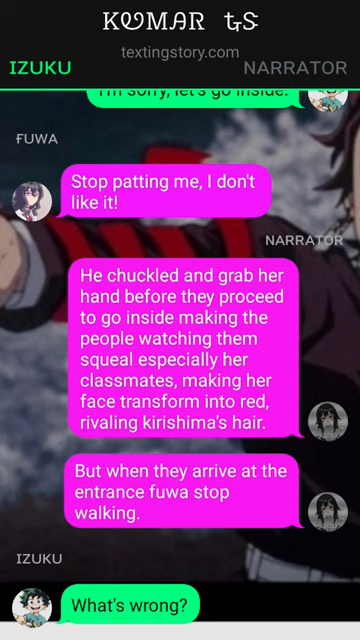 KUMAR ꞔS
textingstory.com
IZUKU
NARRATOR
I'm sorry, let's go inside.
FUWA
Stop patting me, I don't
like it!
NARRATOR
He chuckled and grab her
hand before they proceed
to go inside making the
people watching them
squeal especially her
classmates, making her
face transform into red,
rivaling kirishima's hair.
But when they arrive at the
entrance fuwa stop
walking.
IZUKU
What's wrong?